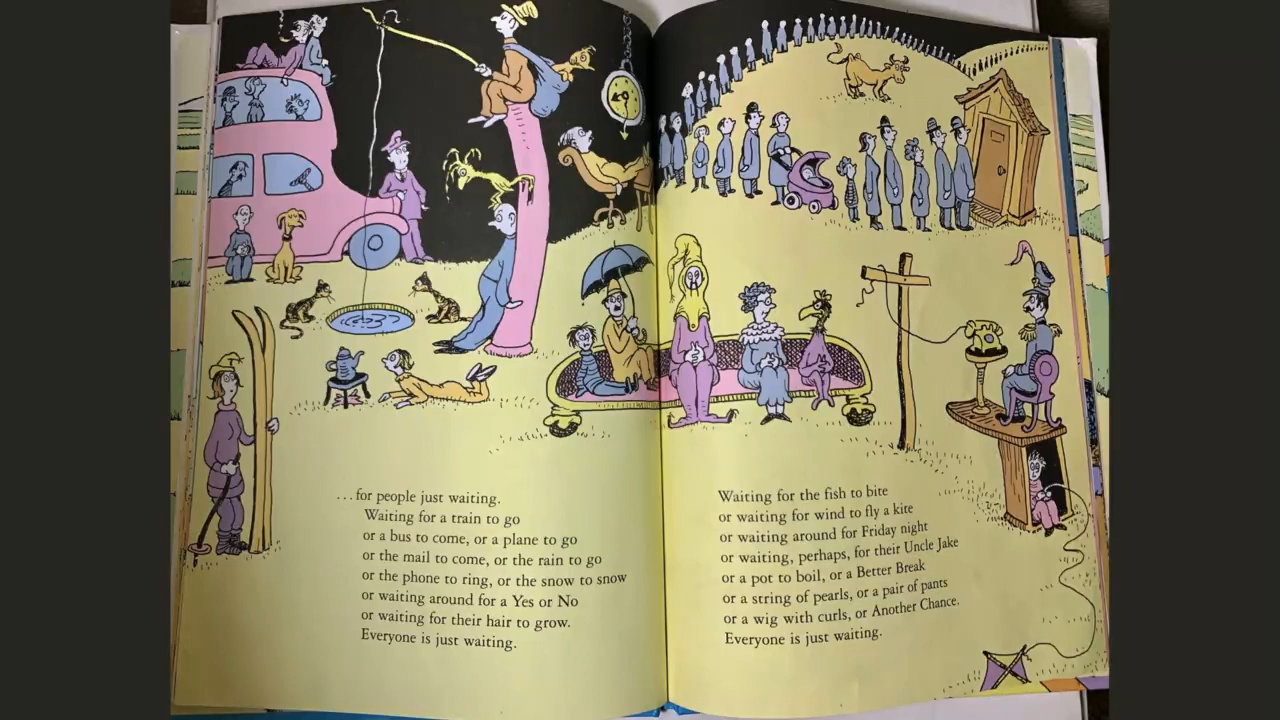 ...for people just waiting.
Waiting for a train to go
or a bus to come, or a plane to go
or the mail to come, or the rain to go
or the phone to ring, or the snow to snow
or waiting around for a Yes or No
or waiting for their hair to grow.
Everyone is just waiting.
Waiting for the fish to bite
or waiting for wind to fly a kite
or waiting around for Friday night
or waiting, perhaps, for their Uncle Jake
or a pot to boil, or a Better Break
or a string of pearls, or a pair of pants
or a wig with curls, or Another Chance.
Everyone is just waiting.